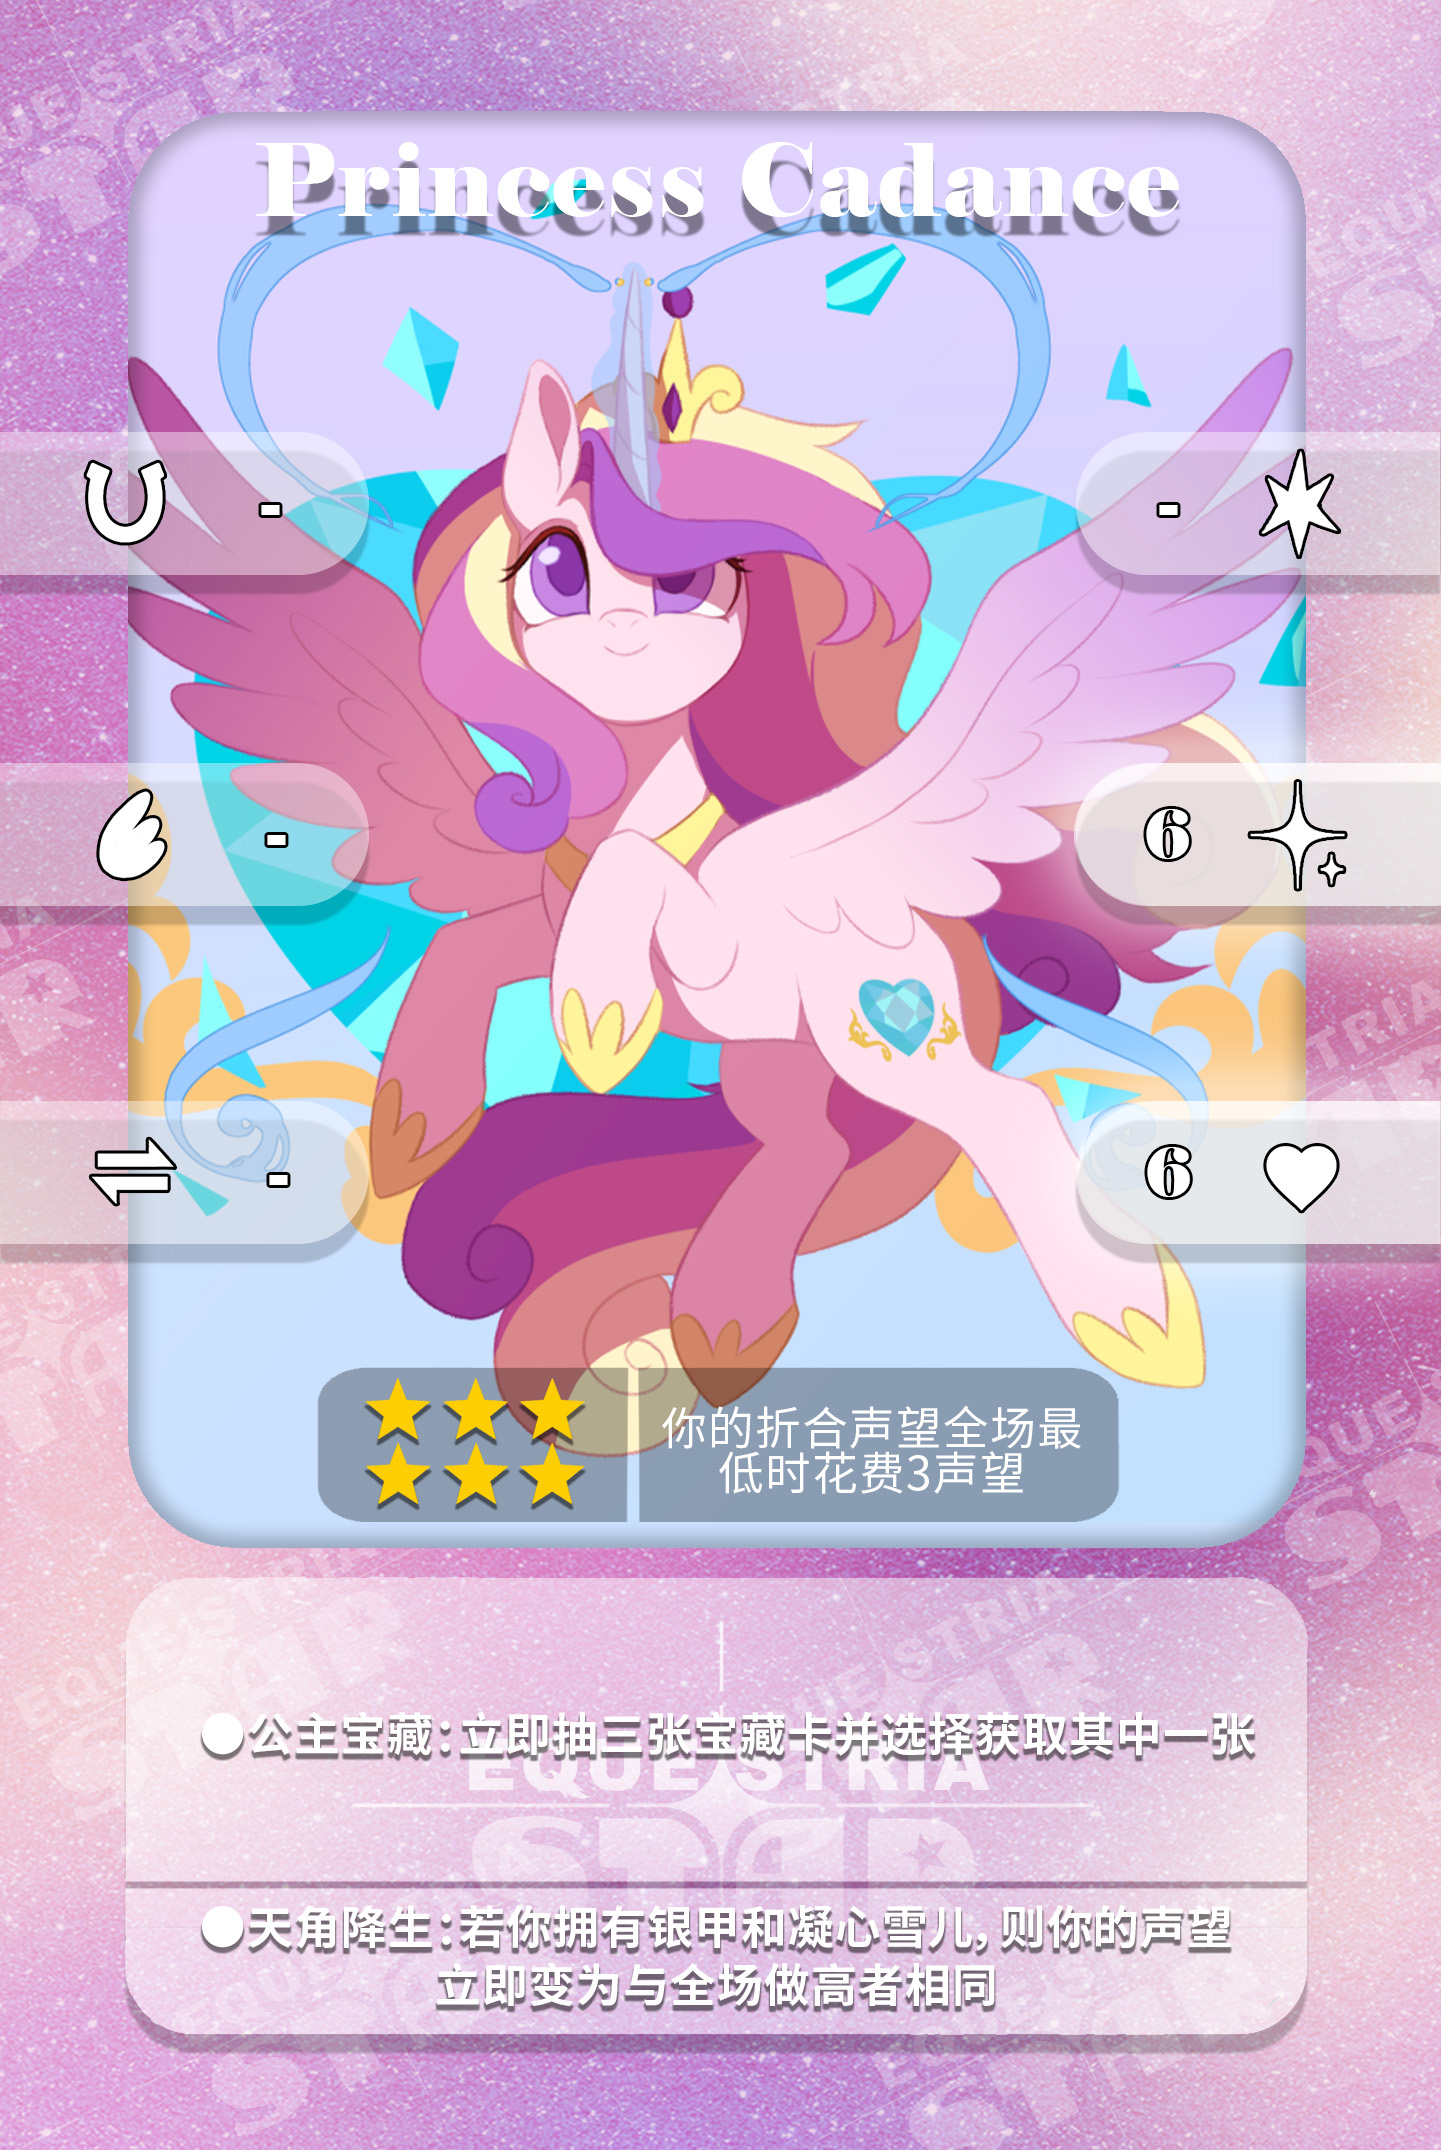 Princess Cadance
-
-
-
6
-
6
你的折合声望全场最
低时花费3声望
●公主宝藏:立即抽三张宝藏卡并选择获取其中一张
EQUESTRIA
STAR
●天角降生:若你拥有银甲和凝心雪儿,则你的声望
立即变为与全场做高者相同